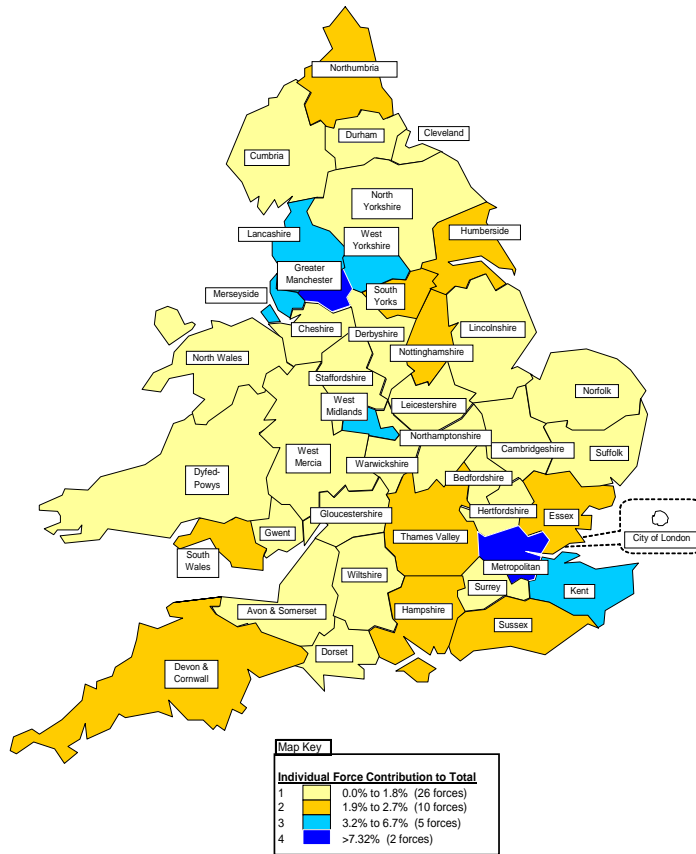 Northumbria
Durham
Cleveland
Cumbria
North
Yorkshire
Lancashire
West
Yorkshire
Humberside
Greater
Manchester
South
Yorks
Merseyside
Cheshire
Derbyshire
Lincolnshire
North Wales
Nottinghamshire
Staffordshire
Norfolk
West
Midlands
Leicestershire
Northamptonshire
Cambridgeshire
Suffolk
West
Mercia
Warwickshire
Dyfed-
Powys
Bedfordshire
Hertfordshire
Essex
Gloucestershire
Gwent
Thames Valley
City of London
South
Wales
Metropolitan
Wiltshire
Surrey
Kent
Avon & Somerset
Hampshire
Sussex
Dorset
Devon &
Cornwall
Map Key
Individual Force Contribution to Total
1 0.0% to 1.8% (26 forces)
2 1.9% to 2.7% (10 forces)
3 3.2% to 6.7% (5 forces)
4 >7.32% (2 forces)